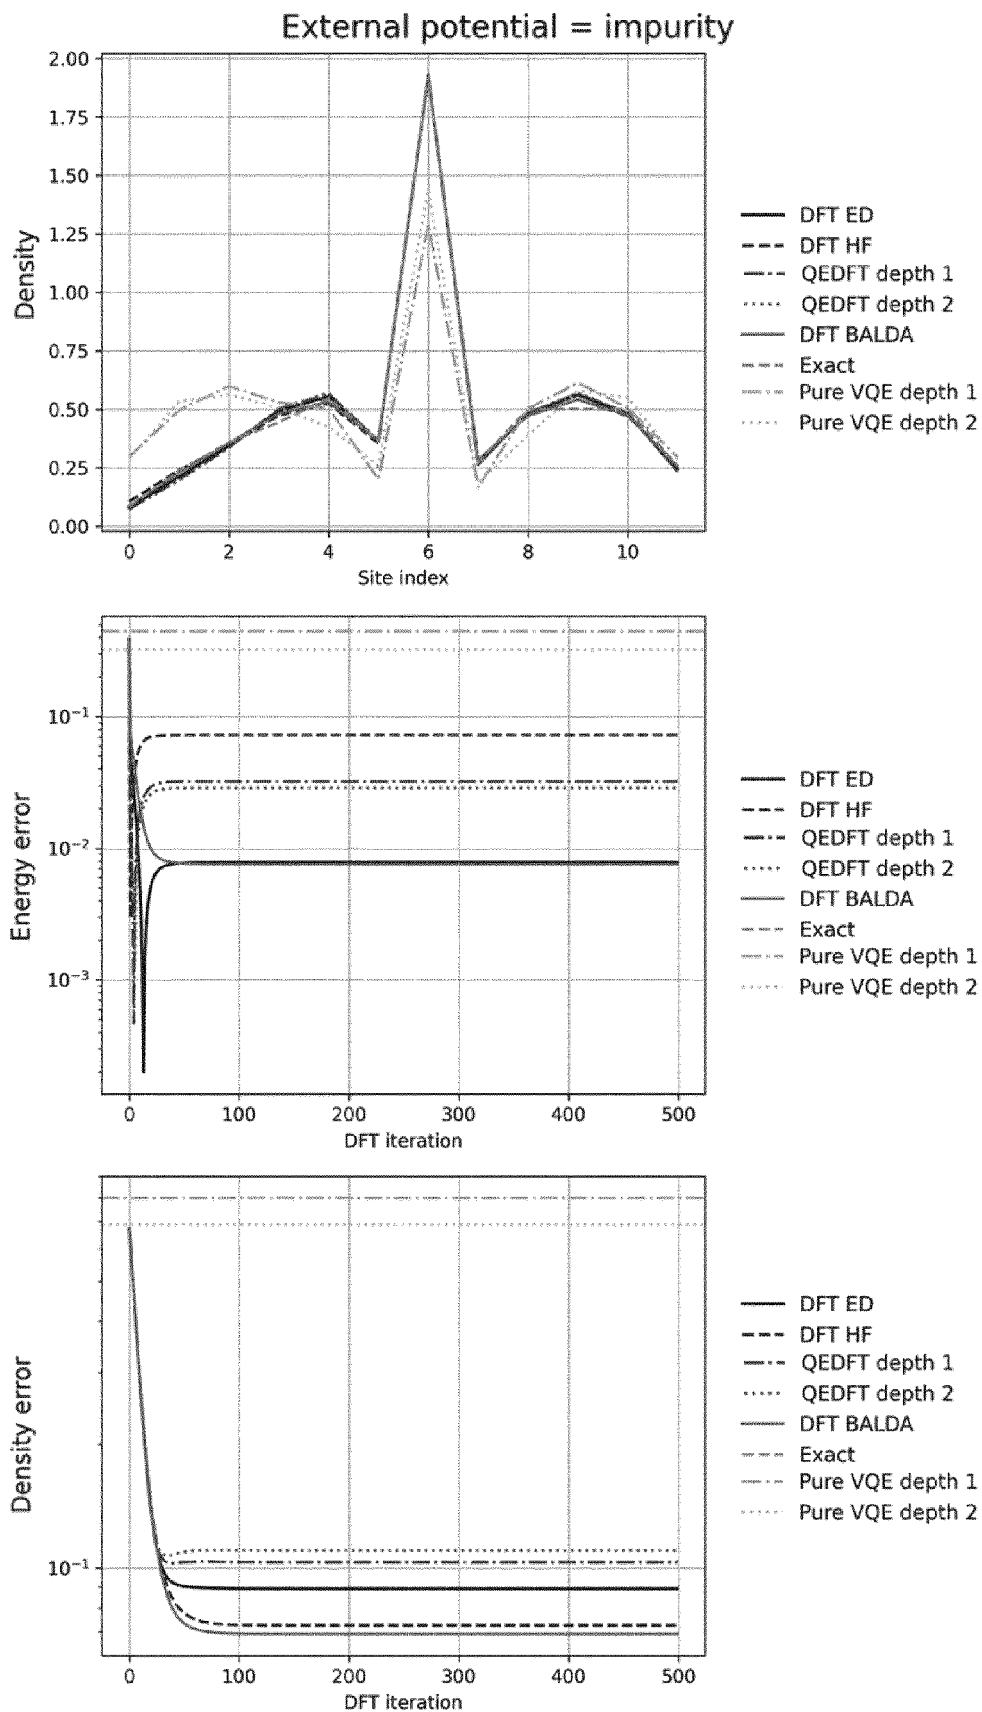 External potential = impurity
2.00
1.75
1.50
1.25
1.00
0.75
0.50
0.25
0.00
Density
0 2 4 6 8 10
Site index
DFT ED
DFT HF
QEDFT depth 1
QEDFT depth 2
DFT BALDA
Exact
Pure VQE depth 1
Pure VQE depth 2
10⁻¹
10⁻²
10⁻³
Energy error
0 100 200 300 400 500
DFT iteration
DFT ED
DFT HF
QEDFT depth 1
QEDFT depth 2
DFT BALDA
Exact
Pure VQE depth 1
Pure VQE depth 2
10⁻¹
Density error
0 100 200 300 400 500
DFT iteration
DFT ED
DFT HF
QEDFT depth 1
QEDFT depth 2
DFT BALDA
Exact
Pure VQE depth 1
Pure VQE depth 2